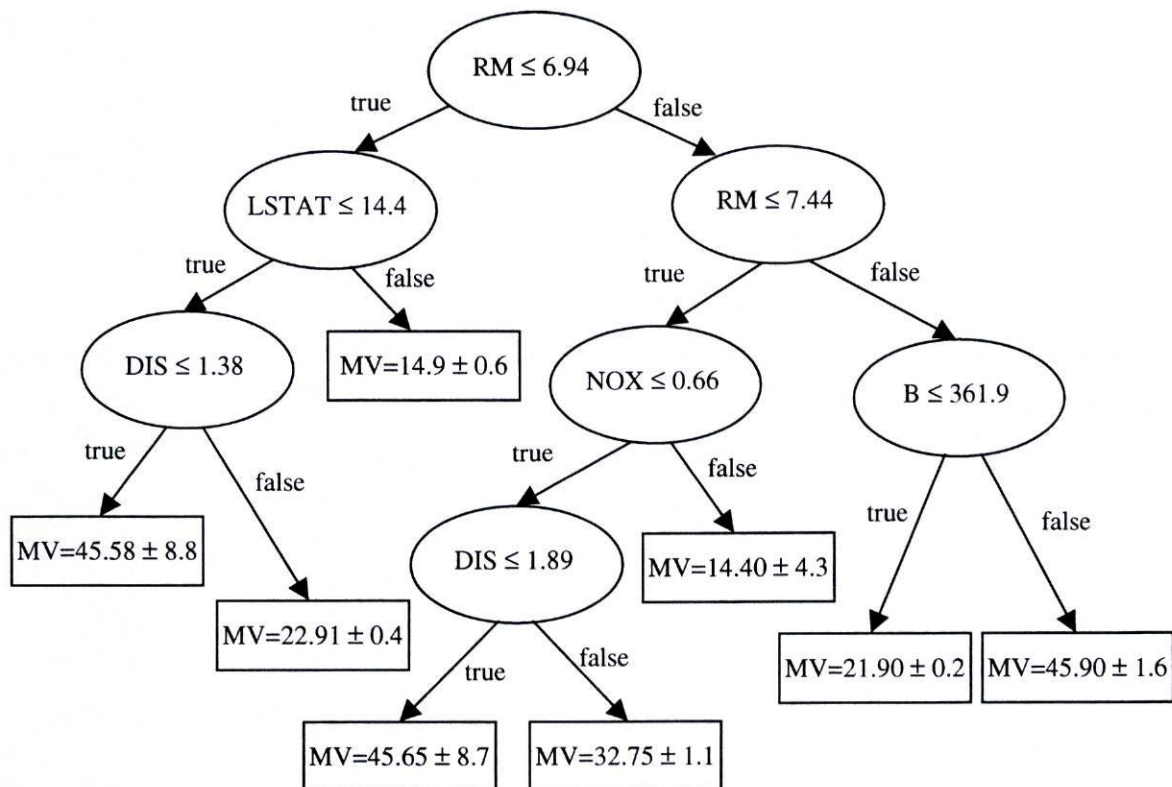 RM ≤ 6.94
true
false
LSTAT ≤ 14.4
RM ≤ 7.44
true
false
true
false
DIS ≤ 1.38
MV=14.9 ± 0.6
NOX ≤ 0.66
B ≤ 361.9
true
false
true
false
true
false
MV=45.58 ± 8.8
MV=22.91 ± 0.4
DIS ≤ 1.89
MV=14.40 ± 4.3
MV=21.90 ± 0.2
MV=45.90 ± 1.6
true
false
MV=45.65 ± 8.7
MV=32.75 ± 1.1